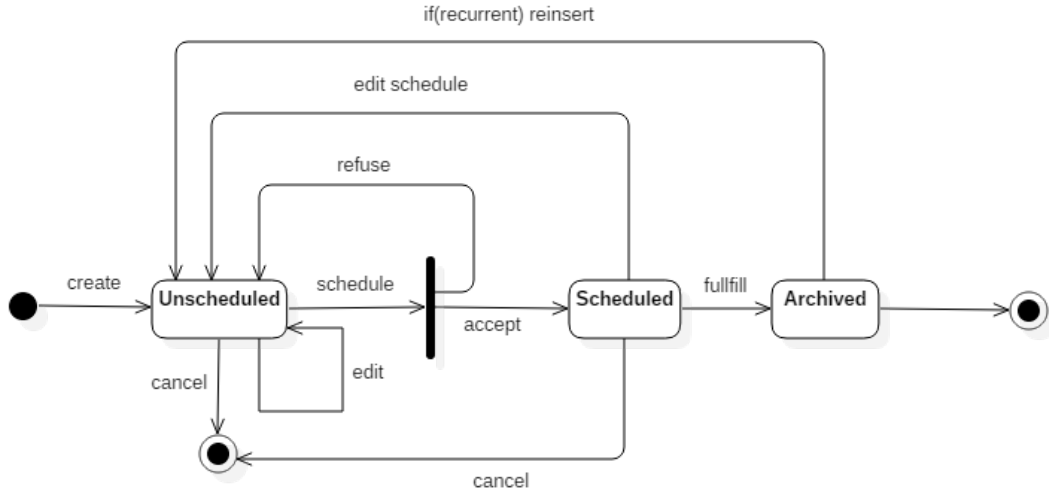 if(recurrent) reinsert
edit schedule
refuse
create
Unscheduled
schedule
accept
Scheduled
fullfill
Archived
cancel
edit
cancel